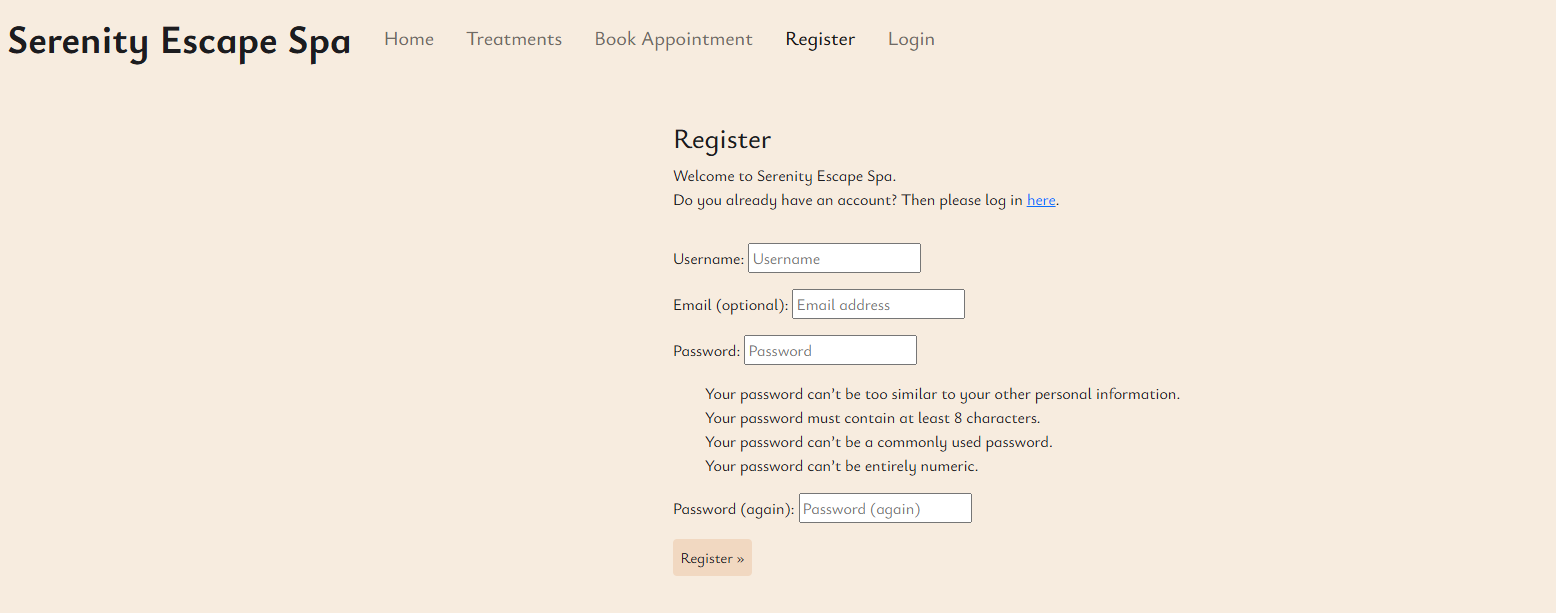 Serenity Escape Spa Home Treatments Book Appointment Register Login
Register
Welcome to Serenity Escape Spa.
Do you already have an account? Then please log in here.
Username: Username
Email (optional): Email address
Password: Password
Your password can’t be too similar to your other personal information.
Your password must contain at least 8 characters.
Your password can’t be a commonly used password.
Your password can’t be entirely numeric.
Password (again): Password (again)
Register »